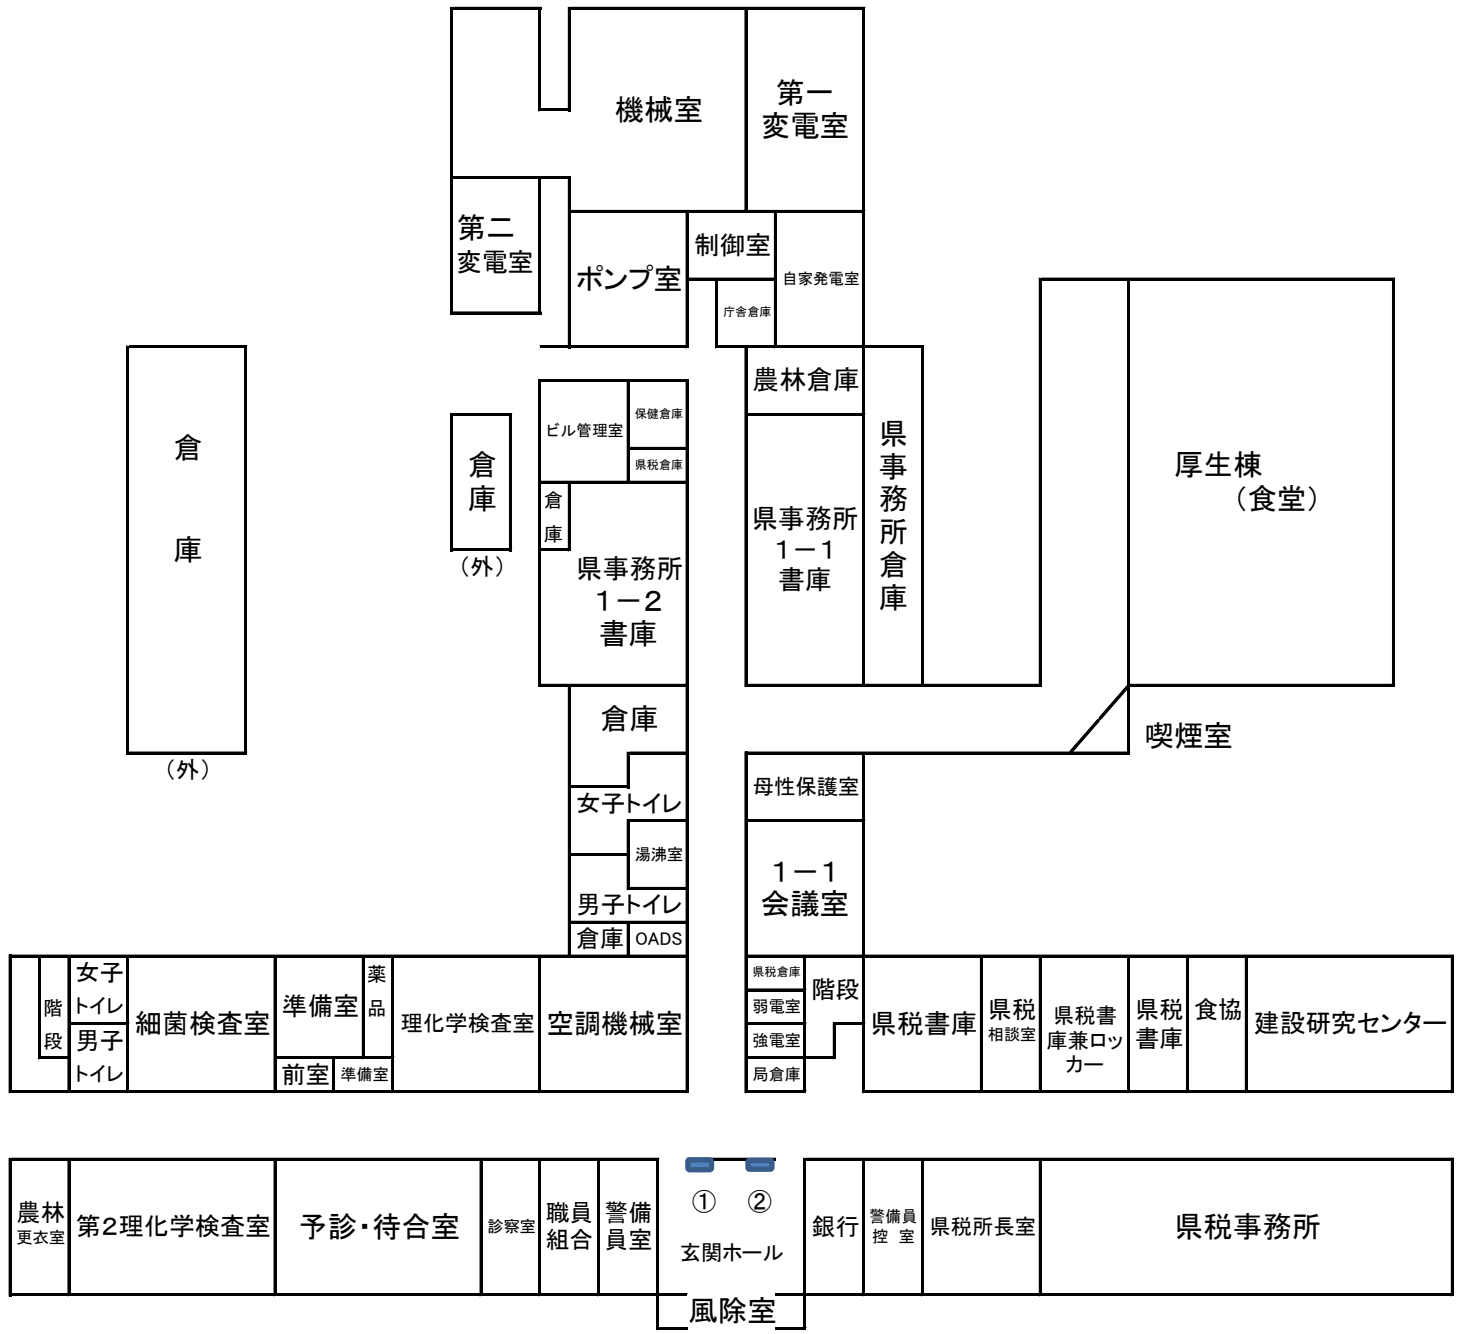 機械室
第一
変電室
第二
変電室
ポンプ室
制御室
自家発電室
庁舎倉庫
農林倉庫
倉
庫
（外）
倉
庫
（外）
ビル管理室
保健倉庫
県税倉庫
倉
庫
県事務所
１－２
書庫
県事務所
１－１
書庫
県
事
務
所
倉
庫
厚生棟
（食堂）
喫煙室
倉庫
女子トイレ
湯沸室
男子トイレ
倉庫
OADS
母性保護室
１－１
会議室
階
段
女子
トイレ
男子
トイレ
細菌検査室
準備室
薬
品
前室
準備室
理化学検査室
空調機械室
県税倉庫
弱電室
強電室
局倉庫
階段
県税書庫
県税
相談室
県税書
庫兼ロッ
カー
県税
書庫
食協
建設研究センター
農林
更衣室
第2理化学検査室
予診・待合室
診察室
職員
組合
警備
員室
①
②
玄関ホール
風除室
銀行
警備員
控 室
県税所長室
県税事務所